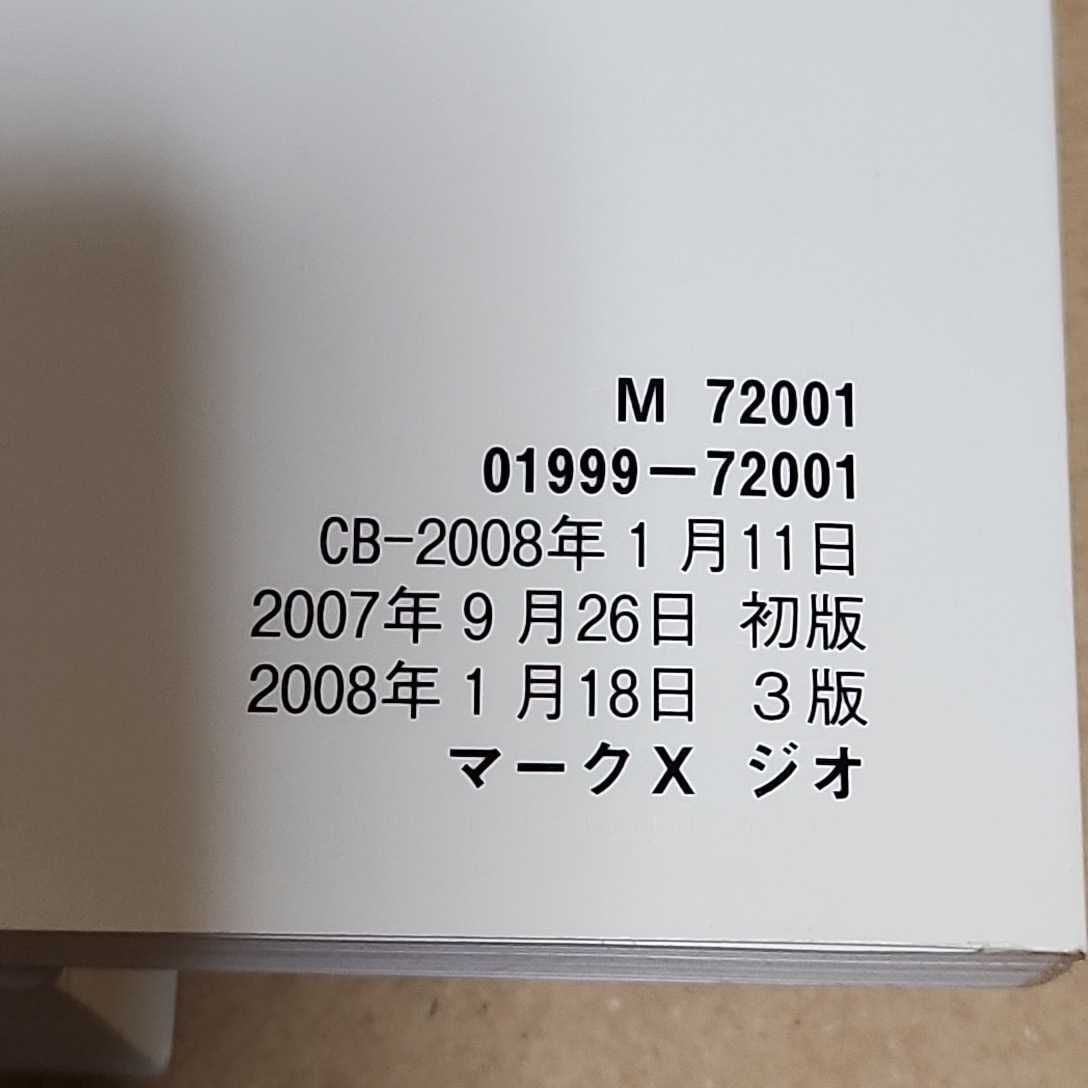 M 72001
01999-72001
CB-2008年1月11日
2007年9月26日 初版
2008年1月18日 3版
マークX ジオ